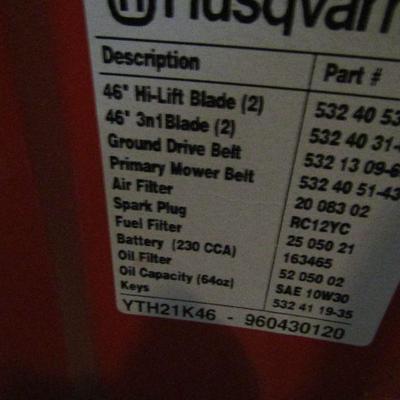 Husqvarn
Description Part #
46" Hi-Lift Blade (2) 532 40 53
46" 3n1Blade (2) 532 40 31-
Ground Drive Belt 532 13 09-6
Primary Mower Belt 532 40 51-43
Air Filter 20 083 02
Spark Plug RC12YC
Fuel Filter 25 050 21
Battery (230 CCA) 163465
Oil Filter 52 050 02
Oil Capacity (64oz) SAE 10W30
Keys 532 41 19-35
YTH21K46 - 960430120